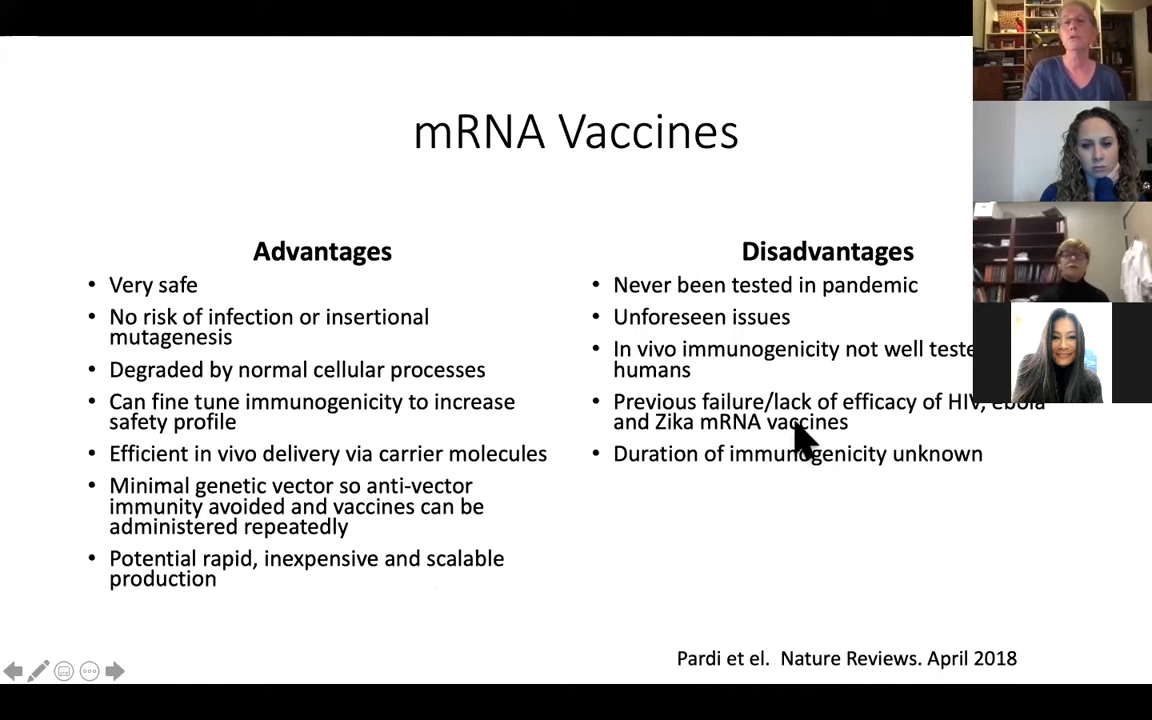 mRNA Vaccines
Advantages
• Very safe
• No risk of infection or insertional
mutagenesis
• Degraded by normal cellular processes
• Can fine tune immunogenicity to increase
safety profile
• Efficient in vivo delivery via carrier molecules
• Minimal genetic vector so anti-vector
immunity avoided and vaccines can be
administered repeatedly
• Potential rapid, inexpensive and scalable
production
Disadvantages
• Never been tested in pandemic
• Unforeseen issues
• In vivo immunogenicity not well teste
humans
• Previous failure/lack of efficacy of HIV, ebola
and Zika mRNA vaccines
• Duration of immunogenicity unknown
Pardi et el. Nature Reviews. April 2018